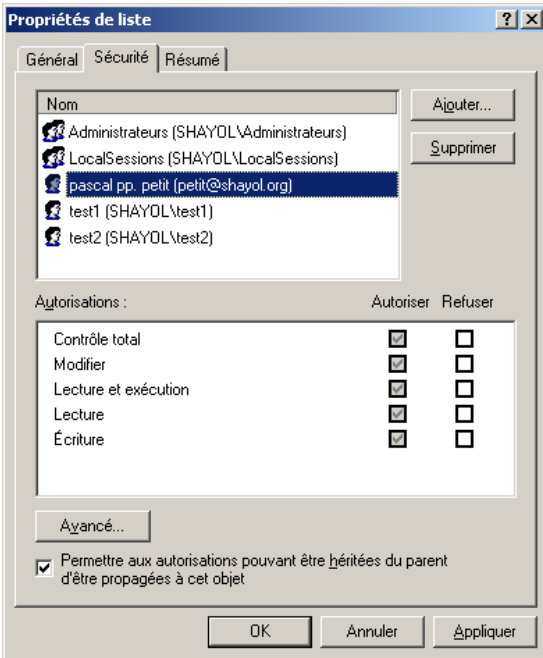 Propriétés de liste
Général Sécurité Résumé
Nom
Ajouter...
Administrateurs (SHAYOL\Administrateurs)
LocalSessions (SHAYOL\LocalSessions)
Supprimer
pascal pp. petit (petit@shayol.org)
test1 (SHAYOL\test1)
test2 (SHAYOL\test2)
Autorisations : Autoriser Refuser
Contrôle total
Modifier
Lecture et exécution
Lecture
Écriture
Avancé...
Permettre aux autorisations pouvant être héritées du parent
d'être propagées à cet objet
OK Annuler Appliquer